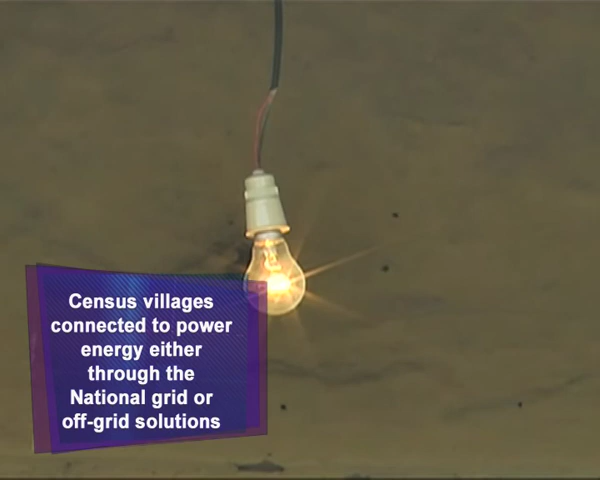 Census villages
connected to power
energy either
through the
National grid or
off-grid solutions